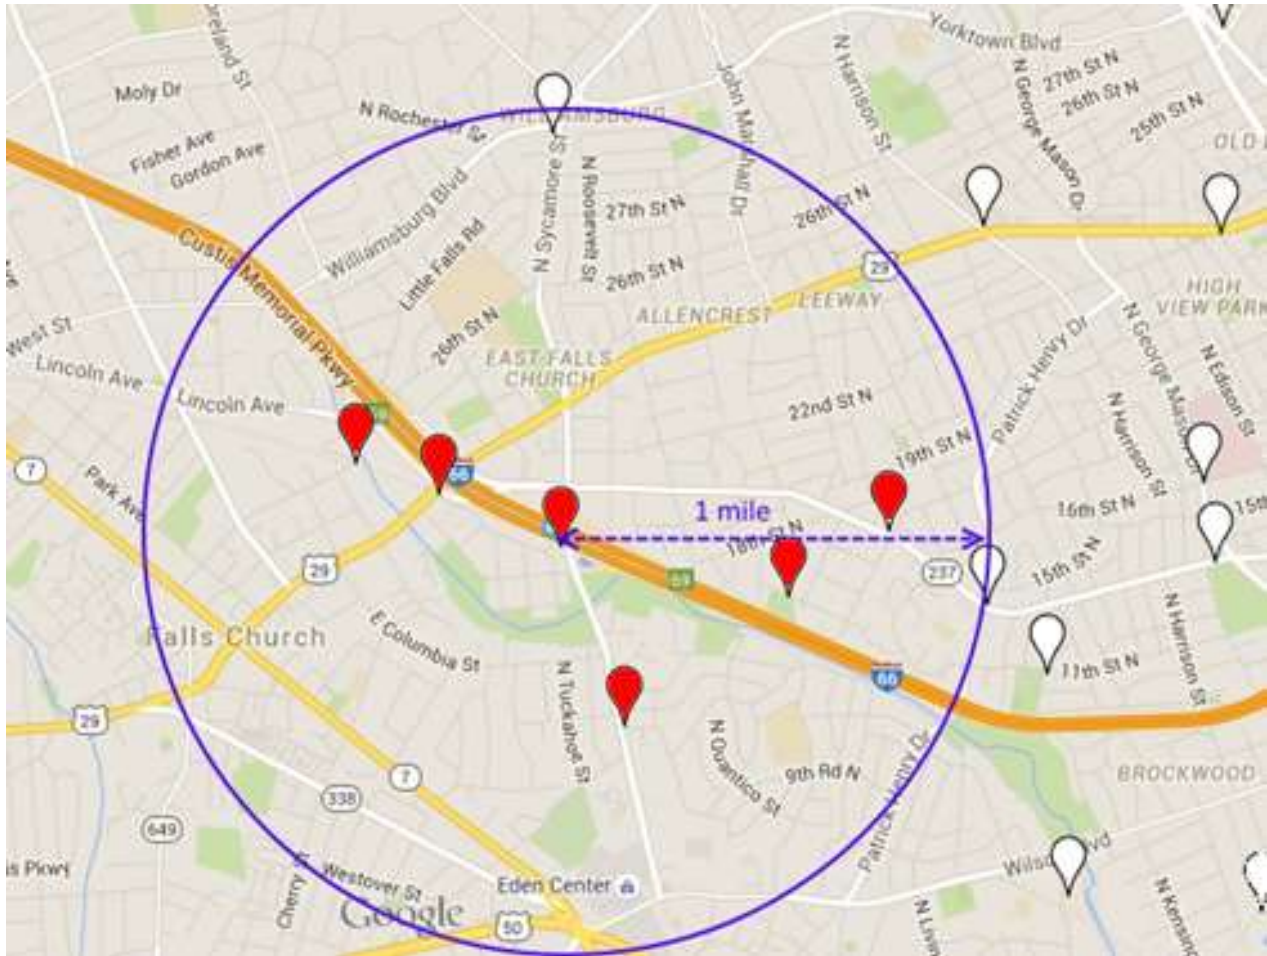 Yorktown Blvd
Moly Dr
N Harrison St
N George Mason Dr
27th St N
26th St N
25th St N
N Rochester St
WILLIAMSBURG
John Marshall Dr
Fisher Ave
Gordon Ave
N Sycamore St
N Roosevelt St
27th St N
26th St N
Williamsburg Blvd
Little Falls Rd
26th St N
Custis Memorial Pkwy
29
HIGH
VIEW PARK
LEEWAY
ALLENCREST
26th St N
EAST FALLS
CHURCH
West St
Lincoln Ave
Lincoln Ave
Patrick Henry Dr
N George Mason Dr
N Edison St
N Harrison St
22nd St N
19th St N
7
Park Ave
66
1 mile
18th St N
16th St N
15th St N
237
69
29
Falls Church
E Columbia St
N Tuckahoe St
N Harrison St
11th St N
66
29
N Quantico St
9th Rd N
Patrick Henry Dr
BROCKWOOD
7
338
649
Westover St
Eden Center
Google
50